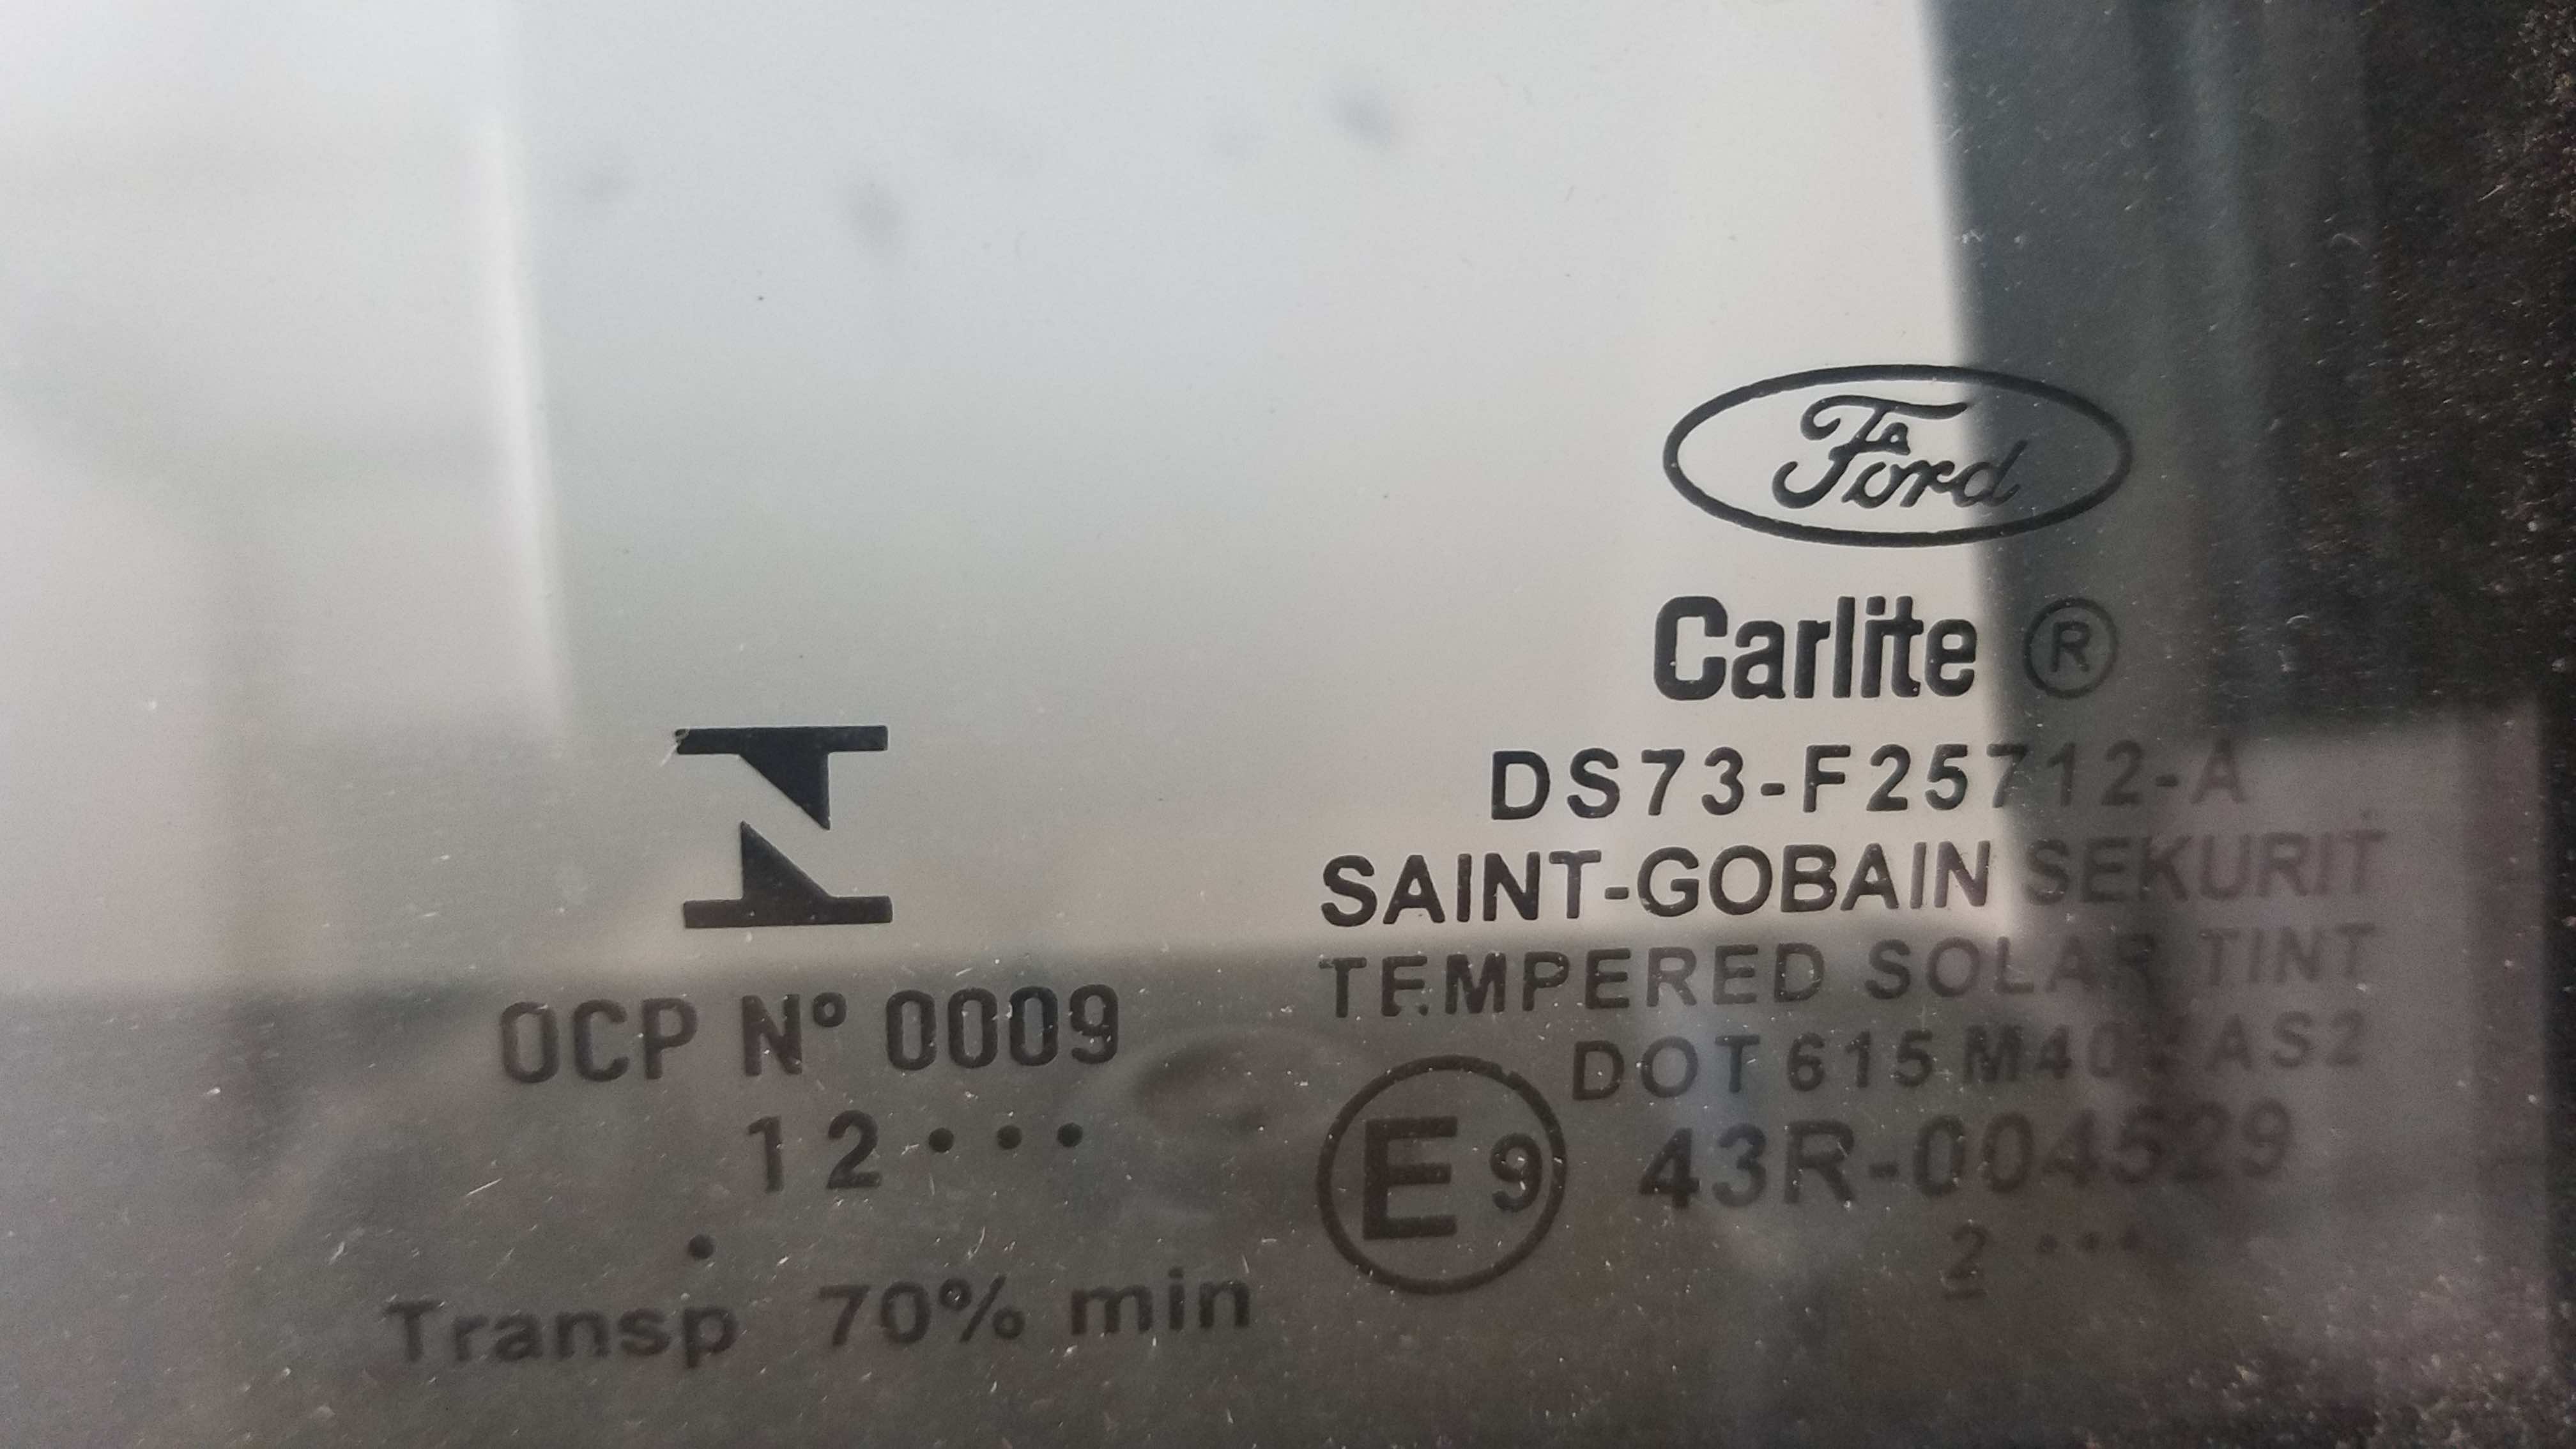 Ford
Carlite ®
DS73-F25712-A
SAINT-GOBAIN SEKURIT
TEMPERED SOLAR TINT
DOT 615 AS2
E9 43R-004529
2 ...
N
OCP Nº 0009
12 • • •
•
Transp 70% min